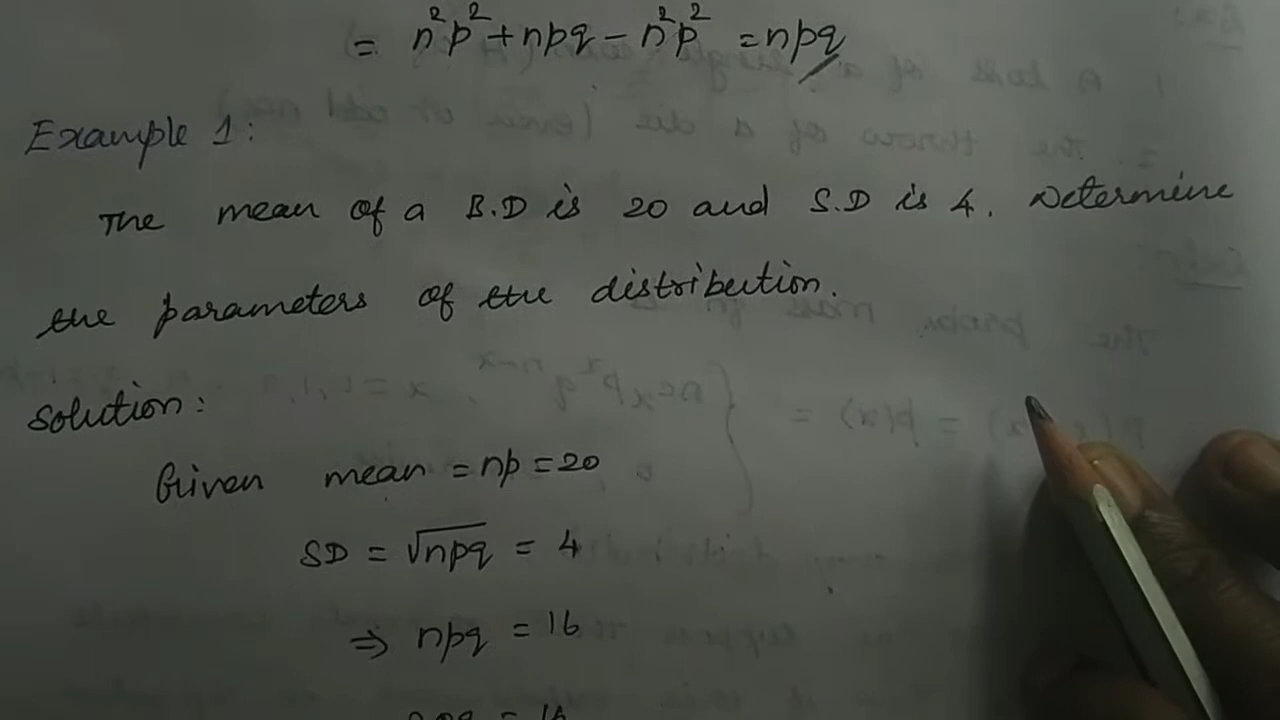 = n²p² + npq - n²p² = npq
Example 1:
The mean of a B.D is 20 and S.D is 4. Determine
the parameters of the distribution.
Solution:
Given mean = np = 20
SD = √npq = 4
⇒ npq = 16